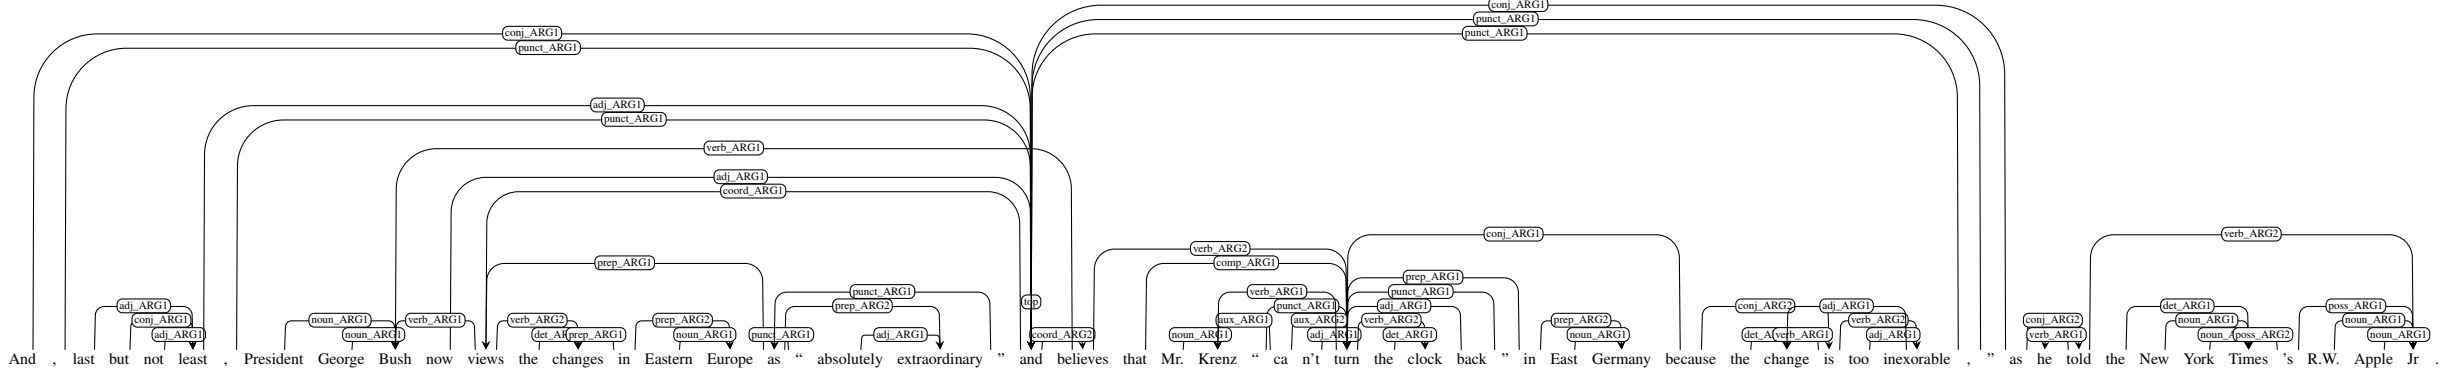 conj_ARG1
punct_ARG1
punct_ARG1
conj_ARG1
punct_ARG1
adj_ARG1
punct_ARG1
verb_ARG1
adj_ARG1
coord_ARG1
conj_ARG1 verb_ARG2
verb_ARG2
prep_ARG1 comp_ARG1
prep_ARG1
punct_ARG1 verb_ARG1 punct_ARG1
top
adj_ARG1 prep_ARG2 punct_ARG1 adj_ARG1 conj_ARG2 adj_ARG1 det_ARG1 poss_ARG1
conj_ARG1 noun_ARG1 verb_ARG1 verb_ARG2 prep_ARG2 aux_ARG1 aux_ARG2 verb_ARG2 prep_ARG2 verb_ARG2 conj_ARG2 noun_ARG1 noun_ARG1
adj_ARG1 noun_ARG1 prep_ARG1 noun_ARG1 punct_ARG1 adj_ARG1 coord_ARG2 noun_ARG1 det_ARG1 noun_ARG1 verb_ARG1 adj_ARG1 verb_ARG1 poss_ARG2 noun_ARG1
And , last but not least , President George Bush now views the changes in Eastern Europe as “ absolutely extraordinary ” and believes that Mr. Krenz “ ca n't turn the clock back ” in East Germany because the change is too inexorable , ” as he told the New York Times 's R.W. Apple Jr .